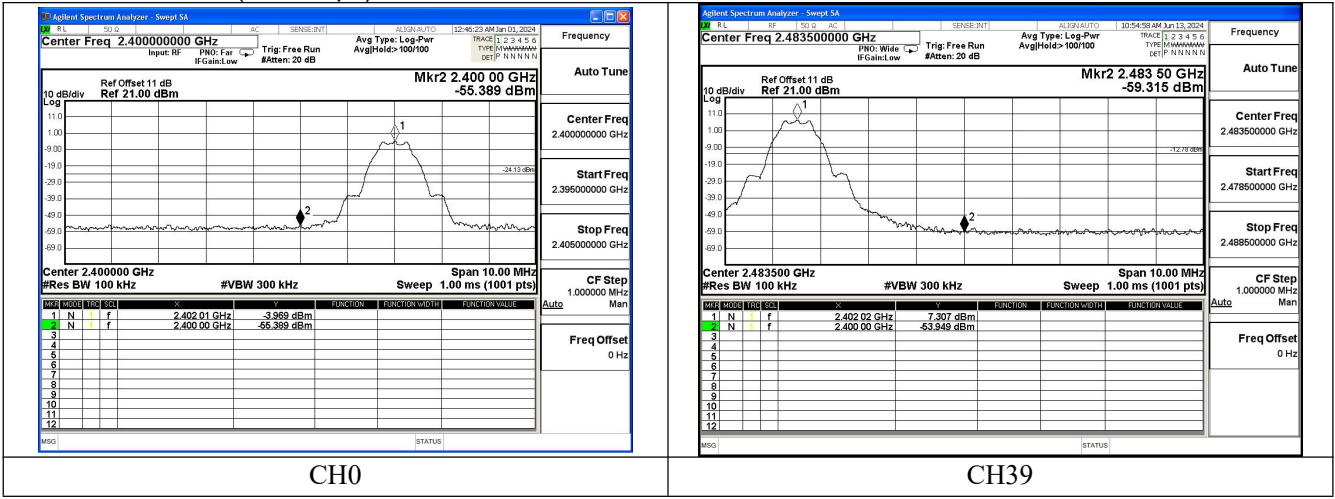 Agilent Spectrum Analyzer - Swept SA
RL 50 Ω AC SENSE:INT ALIGNAUTO 12:46:23 AM Jan 01, 2024
Center Freq 2.400000000 GHz
Input: RF PNO: Far Trig: Free Run Avg Type: Log-Pwr TRACE 1 2 3 4 5 6
IFGain:Low #Atten: 20 dB Avg|Hold:>100/100 TYPE MWWWWW
DET P N N N N N
Ref Offset 11 dB Mkr2 2.400 00 GHz
10 dB/div Ref 21.00 dBm -55.389 dBm
Log
11.0
1.00
-9.00
-19.0
-29.0
-39.0
-49.0
-59.0
-69.0
1
2
-24.13 dBm
Center 2.400000 GHz Span 10.00 MHz
#Res BW 100 kHz #VBW 300 kHz Sweep 1.00 ms (1001 pts)
MKR MODE TRC SCL X Y FUNCTION FUNCTION WIDTH FUNCTION VALUE
1 N 1 f 2.402 01 GHz -3.969 dBm
2 N 1 f 2.400 00 GHz -55.389 dBm
3
4
5
6
7
8
9
10
11
12
MSG STATUS
Frequency
Auto Tune
Center Freq
2.400000000 GHz
Start Freq
2.395000000 GHz
Stop Freq
2.405000000 GHz
CF Step
1.000000 MHz
Auto Man
Freq Offset
0 Hz
Agilent Spectrum Analyzer - Swept SA
RL RF 50 Ω AC SENSE:INT ALIGNAUTO 10:54:58 AM Jun 13, 2024
Center Freq 2.483500000 GHz
PNO: Wide Trig: Free Run Avg Type: Log-Pwr TRACE 1 2 3 4 5 6
IFGain:Low #Atten: 20 dB Avg|Hold:>100/100 TYPE MWWWWW
DET P N N N N N
Ref Offset 11 dB Mkr2 2.483 50 GHz
10 dB/div Ref 21.00 dBm -59.315 dBm
Log
11.0
1.00
-9.00
-19.0
-29.0
-39.0
-49.0
-59.0
-69.0
1
2
-12.78 dBm
Center 2.483500 GHz Span 10.00 MHz
#Res BW 100 kHz #VBW 300 kHz Sweep 1.00 ms (1001 pts)
MKR MODE TRC SCL X Y FUNCTION FUNCTION WIDTH FUNCTION VALUE
1 N 1 f 2.402 02 GHz 7.307 dBm
2 N 1 f 2.400 00 GHz -53.949 dBm
3
4
5
6
7
8
9
10
11
12
MSG STATUS
Frequency
Auto Tune
Center Freq
2.483500000 GHz
Start Freq
2.478500000 GHz
Stop Freq
2.488500000 GHz
CF Step
1.000000 MHz
Auto Man
Freq Offset
0 Hz
CH0 CH39